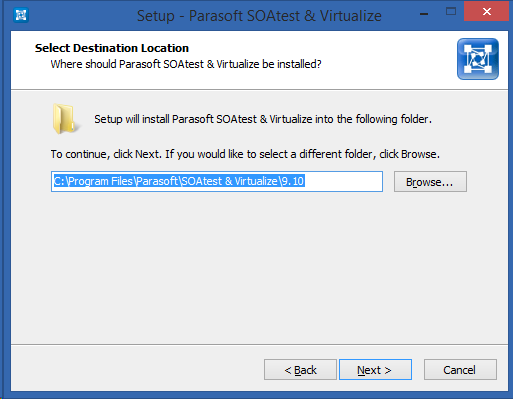 Setup - Parasoft SOAtest & Virtualize
Select Destination Location
Where should Parasoft SOAtest & Virtualize be installed?
Setup will install Parasoft SOAtest & Virtualize into the following folder.
To continue, click Next. If you would like to select a different folder, click Browse.
C:\Program Files\Parasoft\SOAtest & Virtualize\9.10
Browse...
< Back
Next >
Cancel